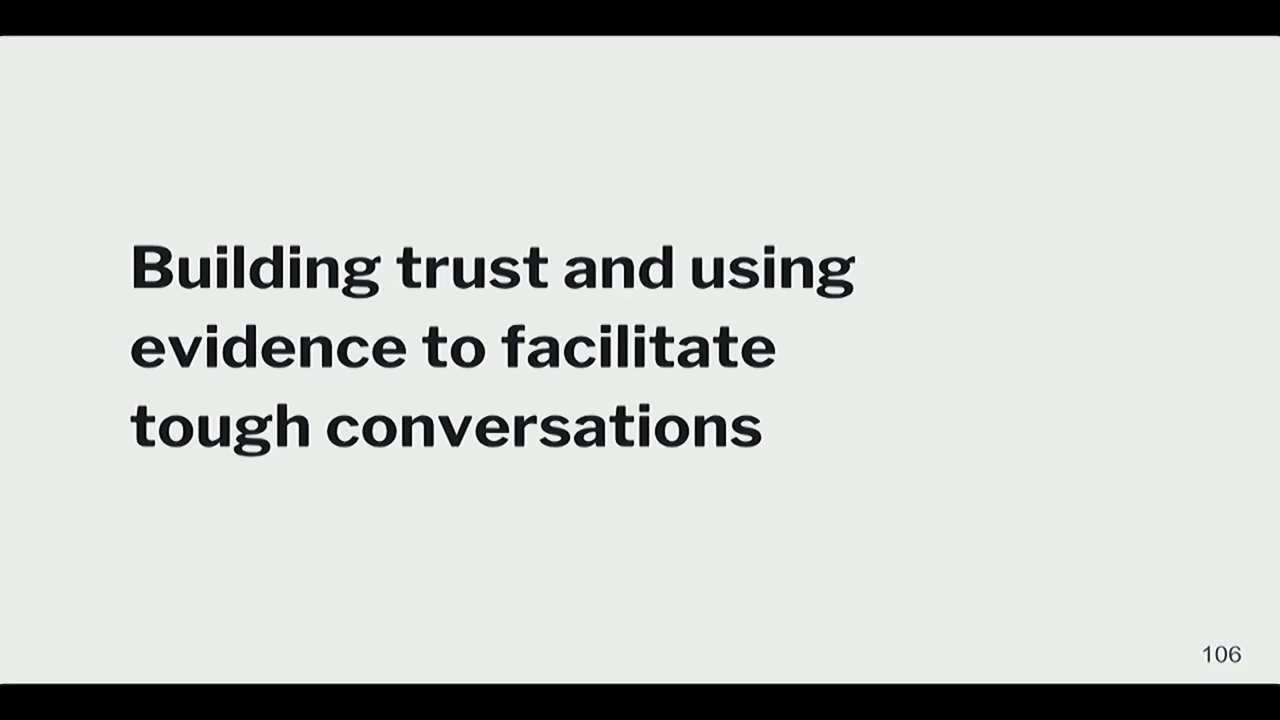 Building trust and using
evidence to facilitate
tough conversations
106